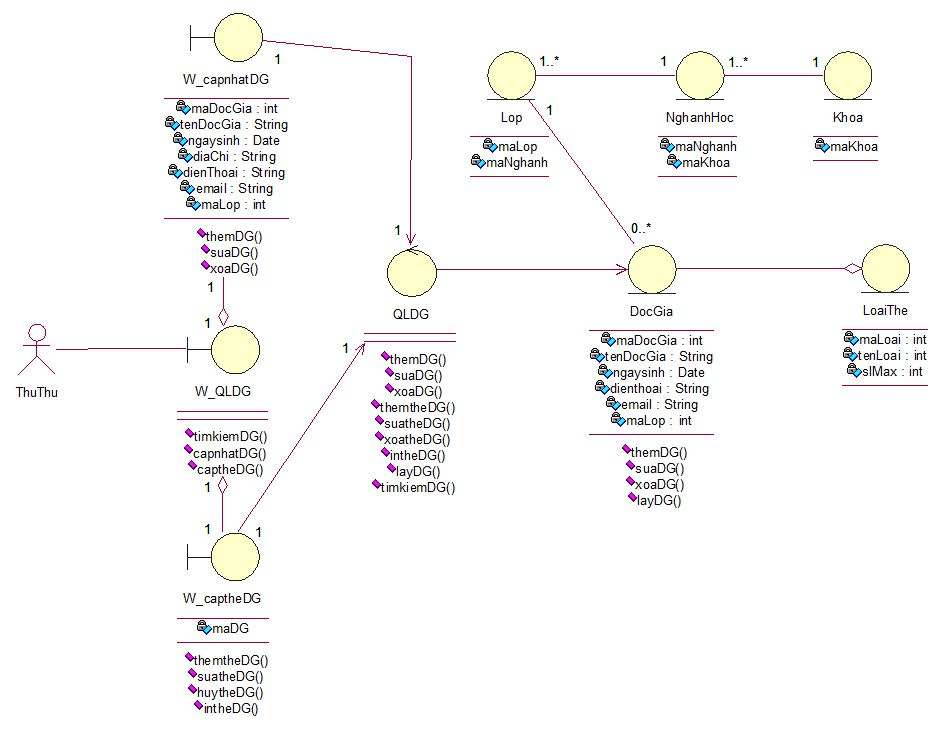 W_capnhatDG
maDocGia : int
tenDocGia : String
ngaysinh : Date
diaChi : String
dienThoai : String
email : String
maLop : int
themDG()
suaDG()
xoaDG()
1
1
1
1
ThuThu
W_QLDG
timkiemDG()
capnhatDG()
captheDG()
1
1
1
1
W_captheDG
maDG
themtheDG()
suatheDG()
huytheDG()
intheDG()
QLDG
themDG()
suaDG()
xoaDG()
themtheDG()
suatheDG()
xoatheDG()
intheDG()
layDG()
timkiemDG()
1..*
1
1..*
1
Lop
maLop
maNghanh
NghanhHoc
maNghanh
maKhoa
Khoa
maKhoa
1
0..*
DocGia
maDocGia : int
tenDocGia : String
ngaysinh : Date
dienthoai : String
email : String
maLop : int
themDG()
suaDG()
xoaDG()
layDG()
LoaiThe
maLoai : int
tenLoai : int
slMax : int